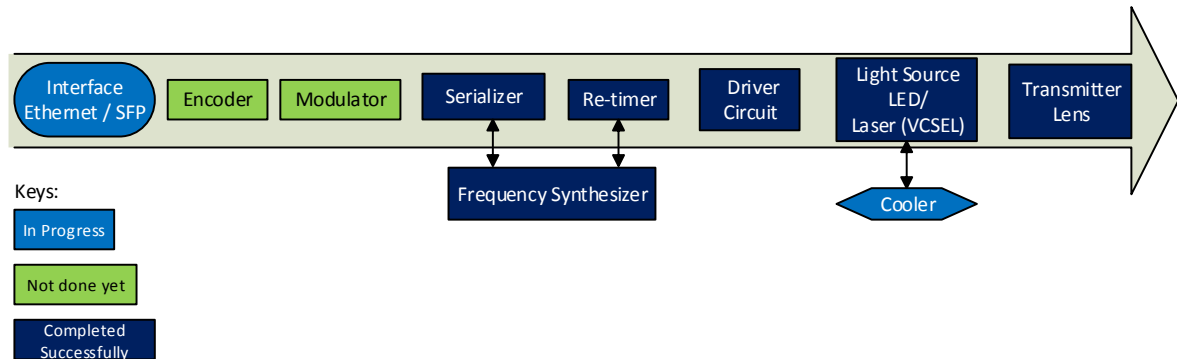 Interface
Ethernet / SFP
Encoder
Modulator
Serializer
Re-timer
Driver
Circuit
Light Source
LED/
Laser (VCSEL)
Transmitter
Lens
Frequency Synthesizer
Cooler
Keys:
In Progress
Not done yet
Completed
Successfully